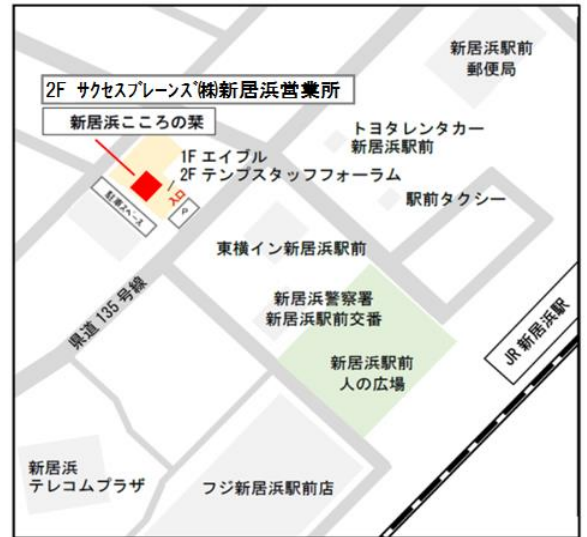 新居浜駅前
郵便局
2F サクセスブレーンズ㈱新居浜営業所
新居浜こころの栞
トヨタレンタカー
新居浜駅前
1F エイブル
2F テンプスタッフフォーラム
駅前タクシー
入口
駐車スペース
P
東横イン新居浜駅前
県道 135 号線
新居浜警察署
新居浜駅前交番
JR 新居浜駅
新居浜駅前
人の広場
新居浜
テレコムプラザ
フジ新居浜駅前店